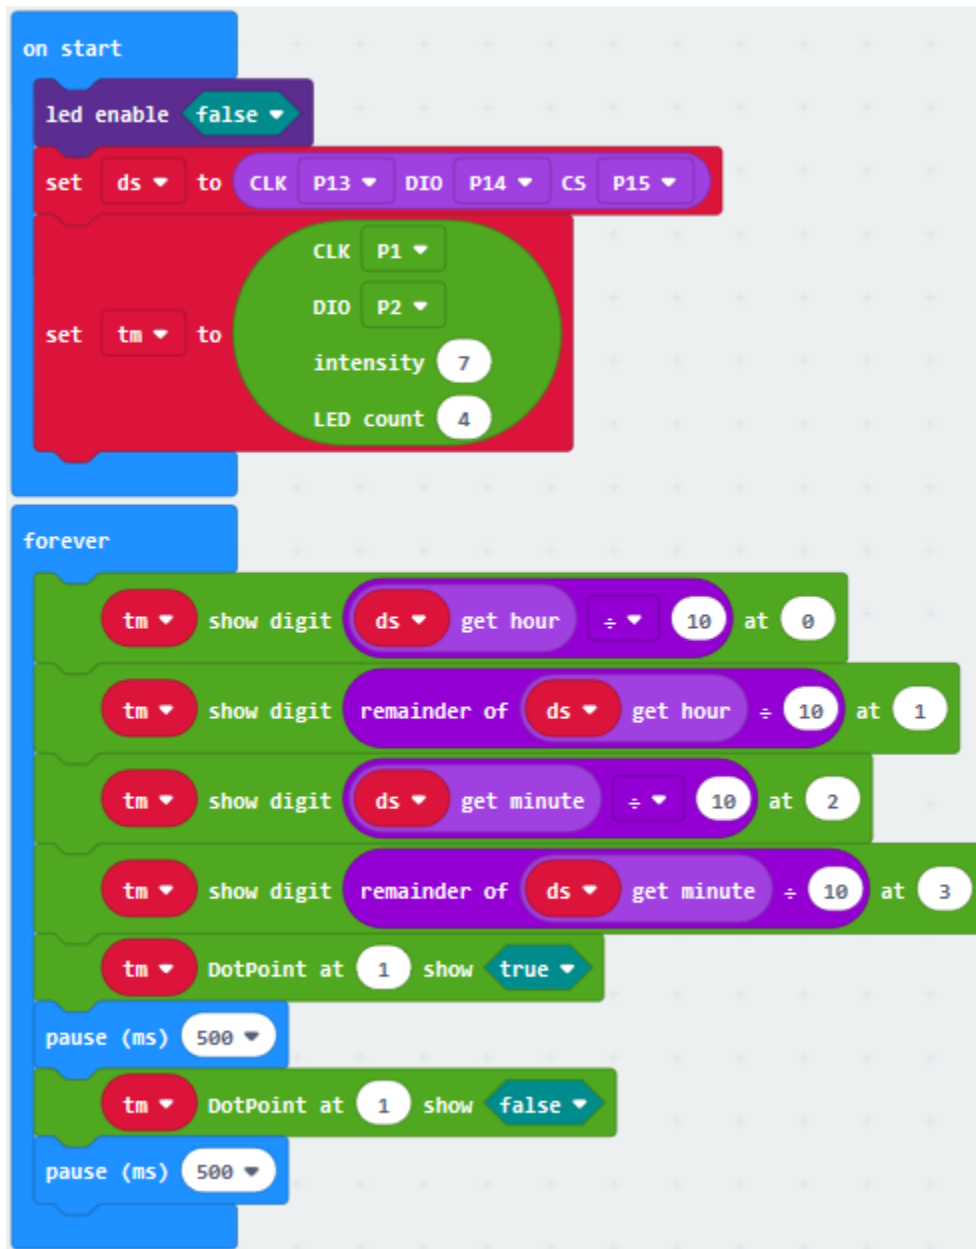 on start
led enable false
set ds to CLK P13 DIO P14 CS P15
CLK P1
DIO P2
set tm to
intensity 7
LED count 4
forever
tm show digit ds get hour ÷ 10 at 0
tm show digit remainder of ds get hour ÷ 10 at 1
tm show digit ds get minute ÷ 10 at 2
tm show digit remainder of ds get minute ÷ 10 at 3
tm DotPoint at 1 show true
pause (ms) 500
tm DotPoint at 1 show false
pause (ms) 500